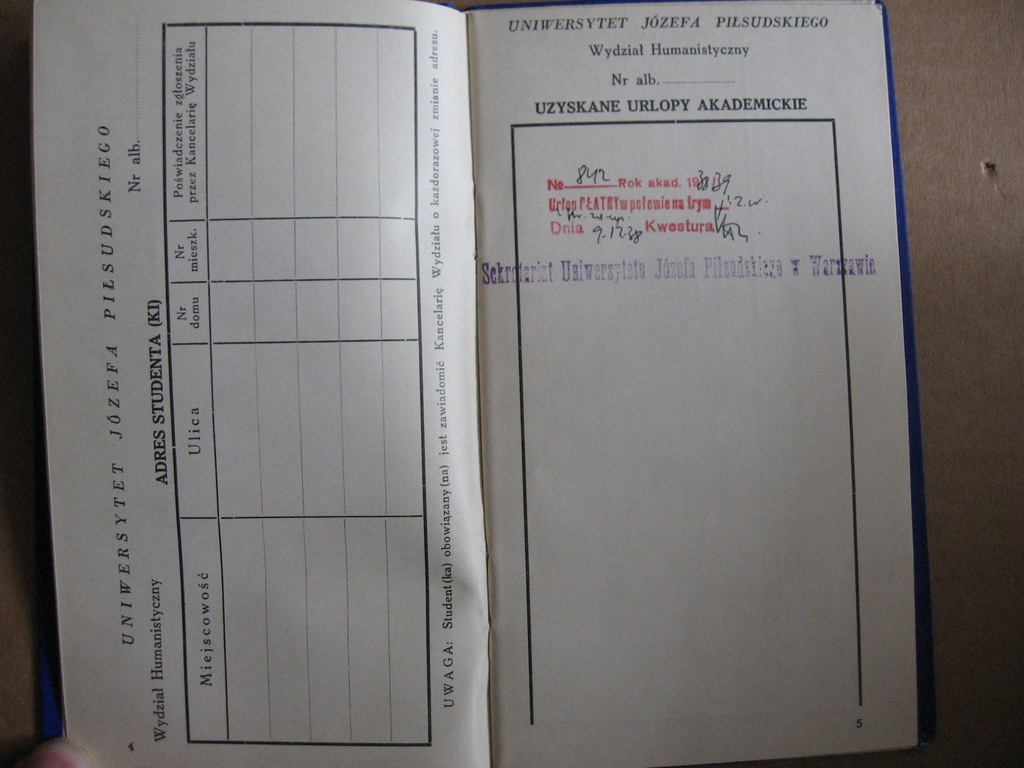 UNIWERSYTET JÓZEFA PIŁSUDSKIEGO
Nr alb.
Wydział Humanistyczny
ADRES STUDENTA (KI)
Miejscowość
Ulica
Nr domu
Nr mieszk.
Poświadczenie zgłoszenia
przez Kancelarię Wydziału
UWAGA: Student(ka) obowiązany(na) jest zawiadomić Kancelarię Wydziału o każdorazowej zmianie adresu.
4
UNIWERSYTET JÓZEFA PIŁSUDSKIEGO
Wydział Humanistyczny
Nr alb.
UZYSKANE URLOPY AKADEMICKIE
No 842 Rok akad. 1938/39
Urlop PŁATNY w połowie na trym
Dnia 9.12.38 Kwestura
Sekretariat Uniwersytetu Józefa Piłsudskiego w Warszawie
5